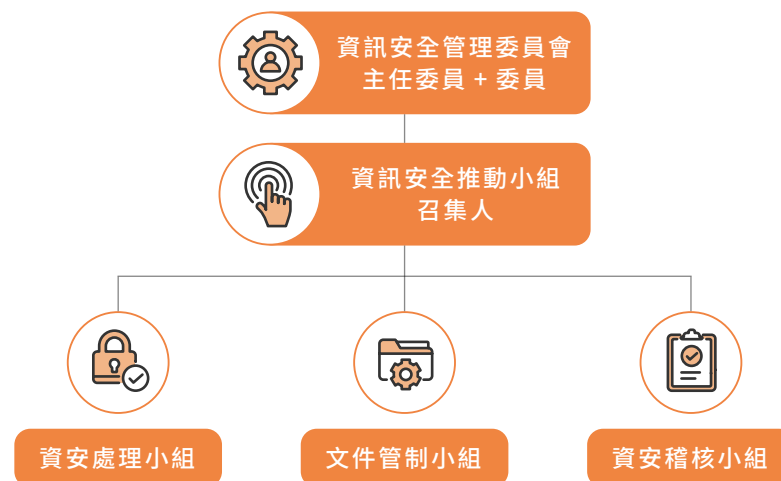 資訊安全管理委員會
主任委員 + 委員
資訊安全推動小組
召集人
資安處理小組
文件管制小組
資安稽核小組